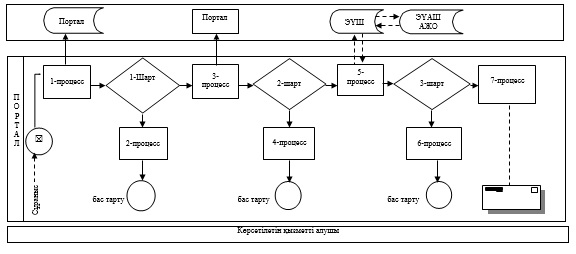 Портал
Портал
ЭҮШ
ЭҮАШ
АЖО
ПОРТАЛ
1-процесс
1-Шарт
3-
процесс
2-шарт
5-
процесс
3-шарт
7-процесс
2-процесс
4-процесс
6-процесс
Сұраныс
бас тарту
бас тарту
бас тарту
Көрсетілетін қызметті алушы